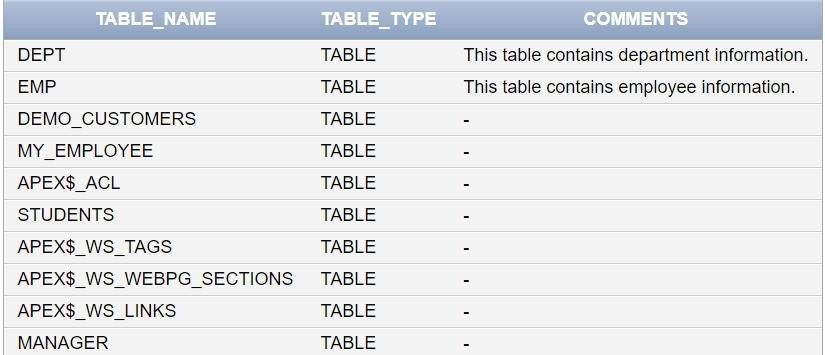 TABLE_NAME TABLE_TYPE COMMENTS
DEPT TABLE This table contains department information.
EMP TABLE This table contains employee information.
DEMO_CUSTOMERS TABLE -
MY_EMPLOYEE TABLE -
APEX$_ACL TABLE -
STUDENTS TABLE -
APEX$_WS_TAGS TABLE -
APEX$_WS_WEBPG_SECTIONS TABLE -
APEX$_WS_LINKS TABLE -
MANAGER TABLE -